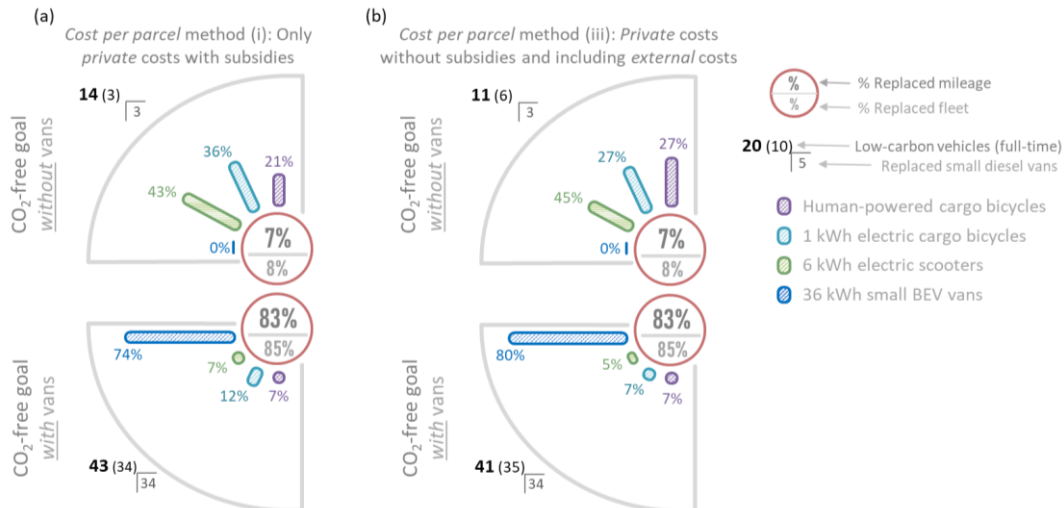 (a)
Cost per parcel method (i): Only
private costs with subsidies
14 (3)
3
CO2-free goal
without vans
43%
36%
21%
0%
7%
8%
83%
85%
CO2-free goal
with vans
74%
7%
12%
7%
43 (34)
34
(b)
Cost per parcel method (iii): Private costs
without subsidies and including external costs
11 (6)
3
CO2-free goal
without vans
45%
27%
27%
0%
7%
8%
83%
85%
CO2-free goal
with vans
80%
5%
7%
7%
41 (35)
34
%
% Replaced mileage
%
% Replaced fleet
20 (10)
Low-carbon vehicles (full-time)
5
Replaced small diesel vans
Human-powered cargo bicycles
1 kWh electric cargo bicycles
6 kWh electric scooters
36 kWh small BEV vans